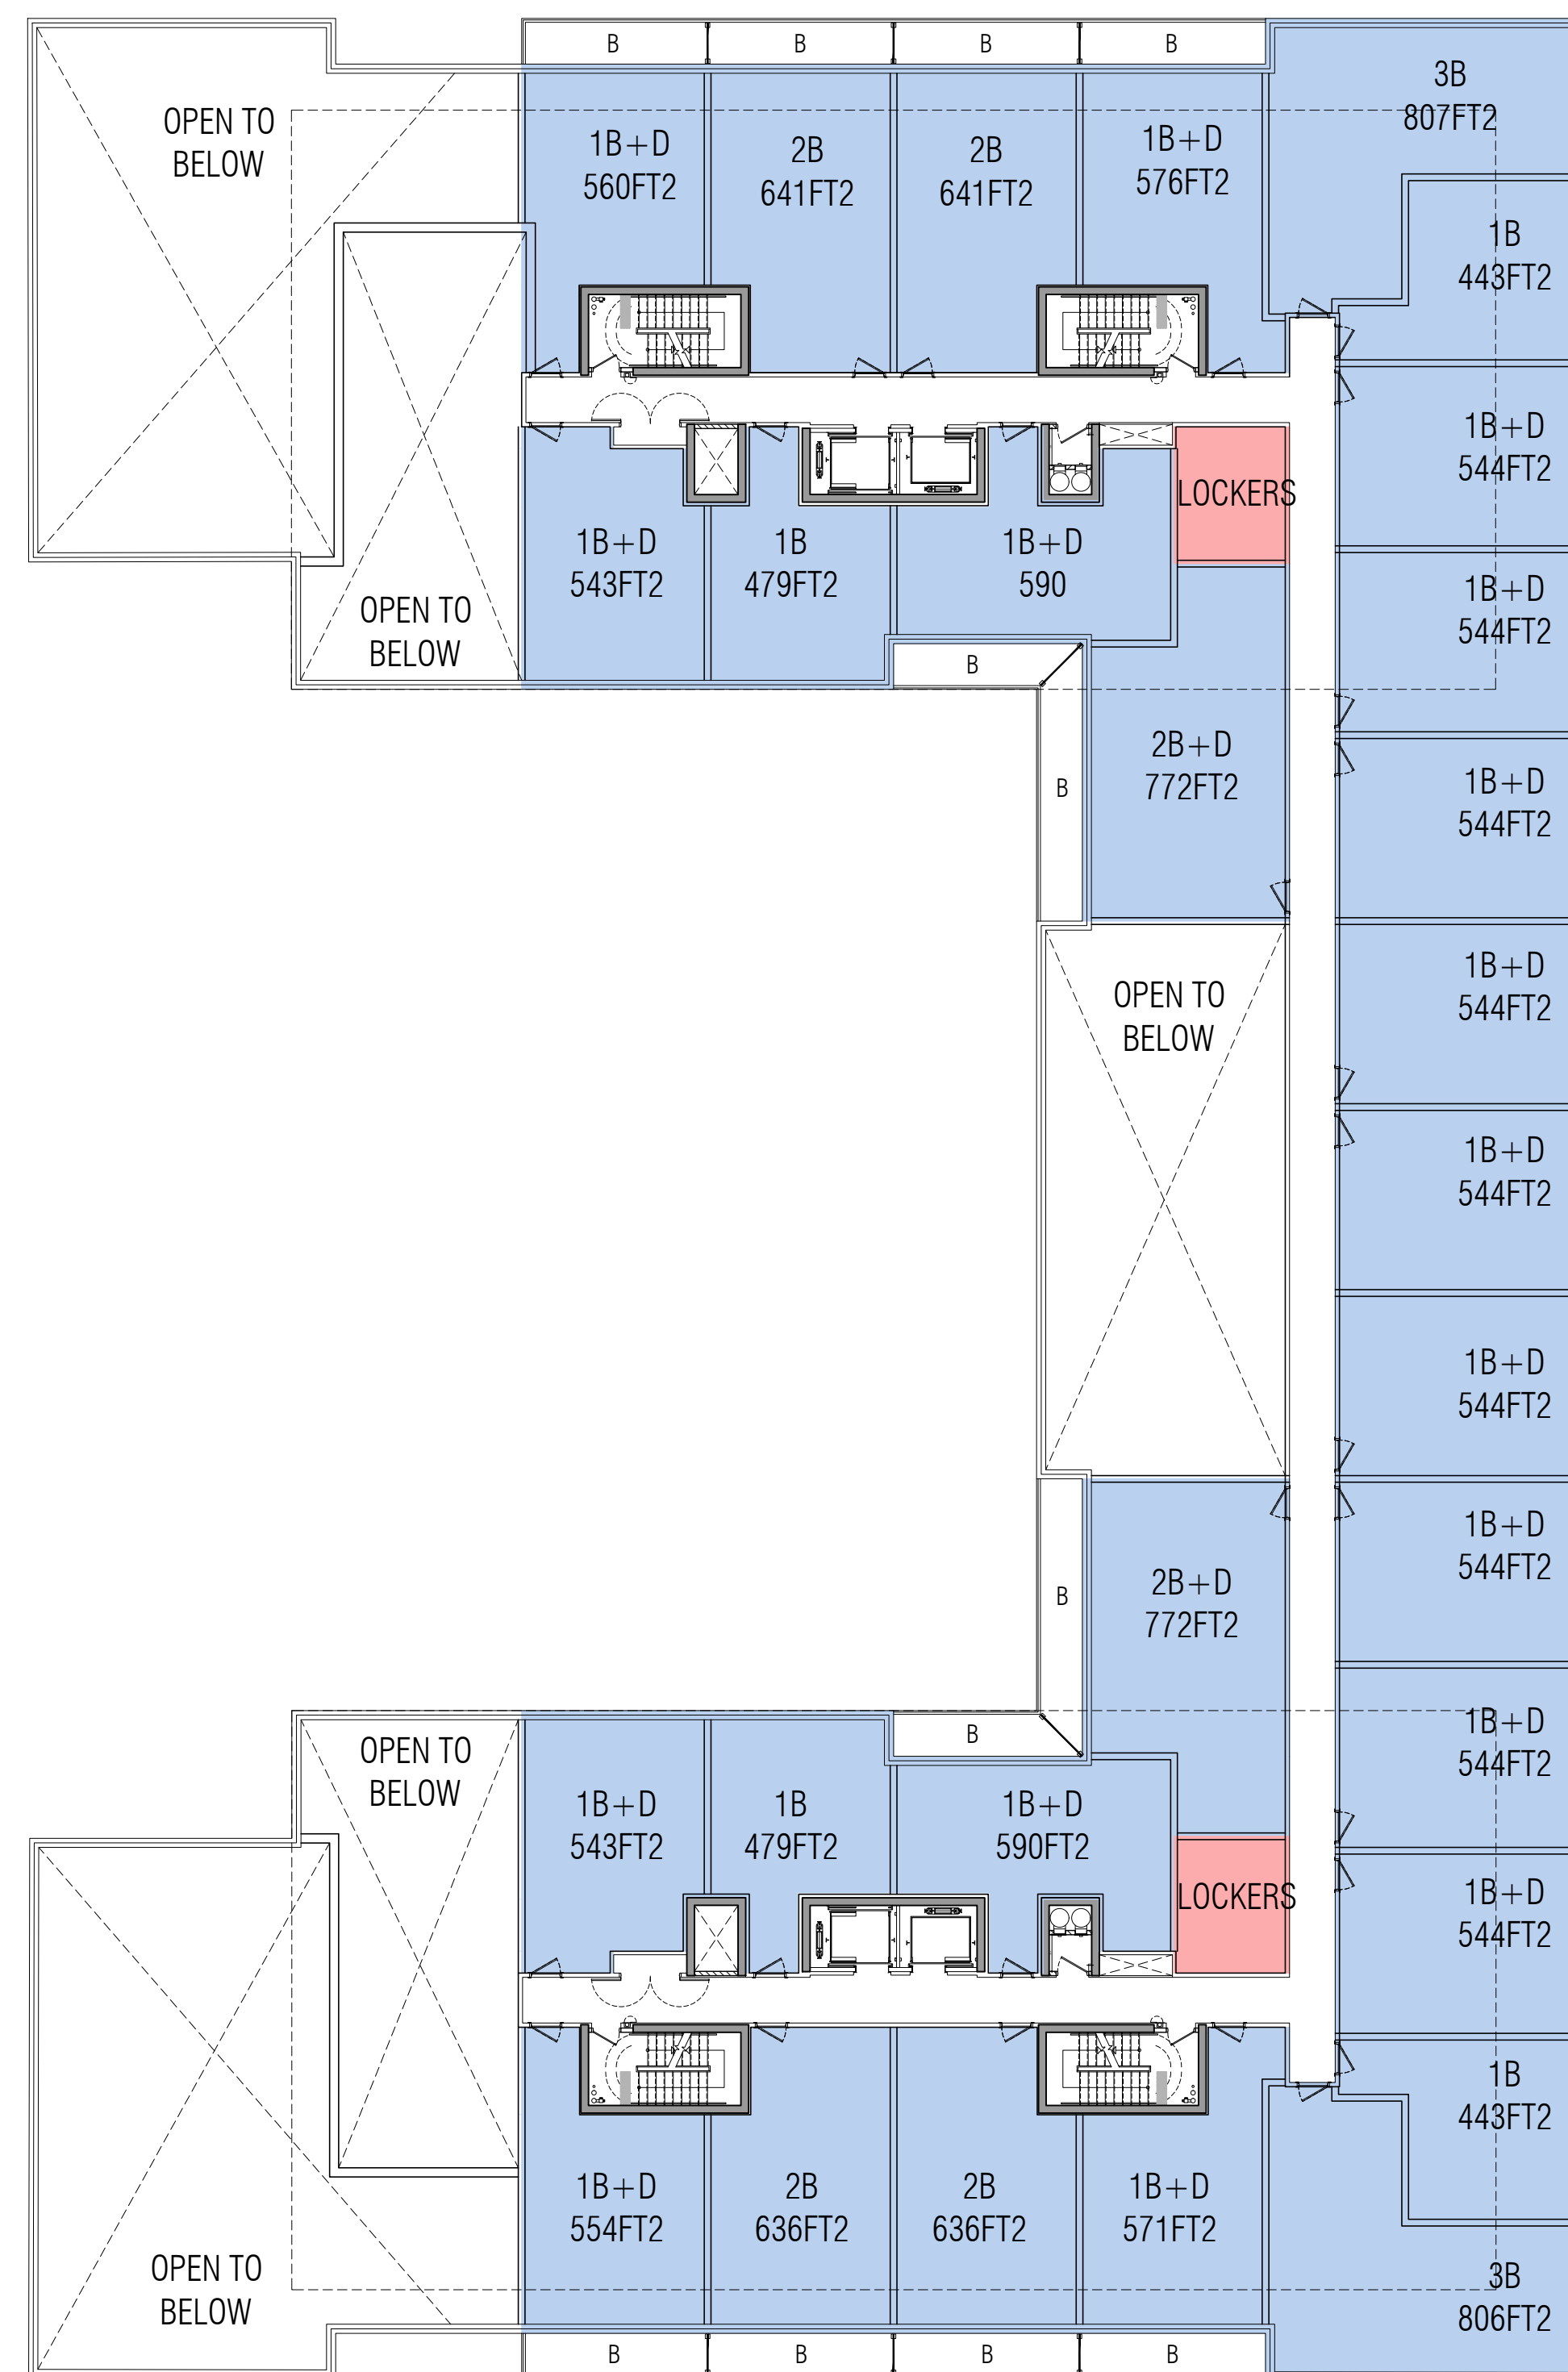 B
B
B
B
3B
807FT2
OPEN TO
BELOW
1B+D
560FT2
2B
641FT2
2B
641FT2
1B+D
576FT2
1B
443FT2
1B+D
544FT2
LOCKERS
1B+D
543FT2
1B
479FT2
1B+D
590
1B+D
544FT2
OPEN TO
BELOW
B
2B+D
772FT2
B
1B+D
544FT2
1B+D
544FT2
OPEN TO
BELOW
1B+D
544FT2
1B+D
544FT2
1B+D
544FT2
2B+D
772FT2
B
1B+D
544FT2
B
OPEN TO
BELOW
1B+D
543FT2
1B
479FT2
1B+D
590FT2
LOCKERS
1B+D
544FT2
1B
443FT2
1B+D
554FT2
2B
636FT2
2B
636FT2
1B+D
571FT2
OPEN TO
BELOW
3B
806FT2
B
B
B
B